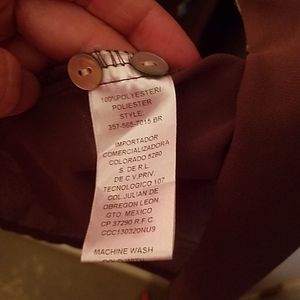 100%POLYESTER/
POLIESTER
STYLE.
357-565-7015 BR
IMPORTADOR
COMERCIALIZADORA
COLORADO 5280
S. DE R.L.
DE C.V.PRIV.
TECNOLOGICO 107
COL.JULIAN DE
OBREGON LEON,
GTO. MEXICO
CP 37290 R.F.C.
CCC130320NU9
MACHINE WASH